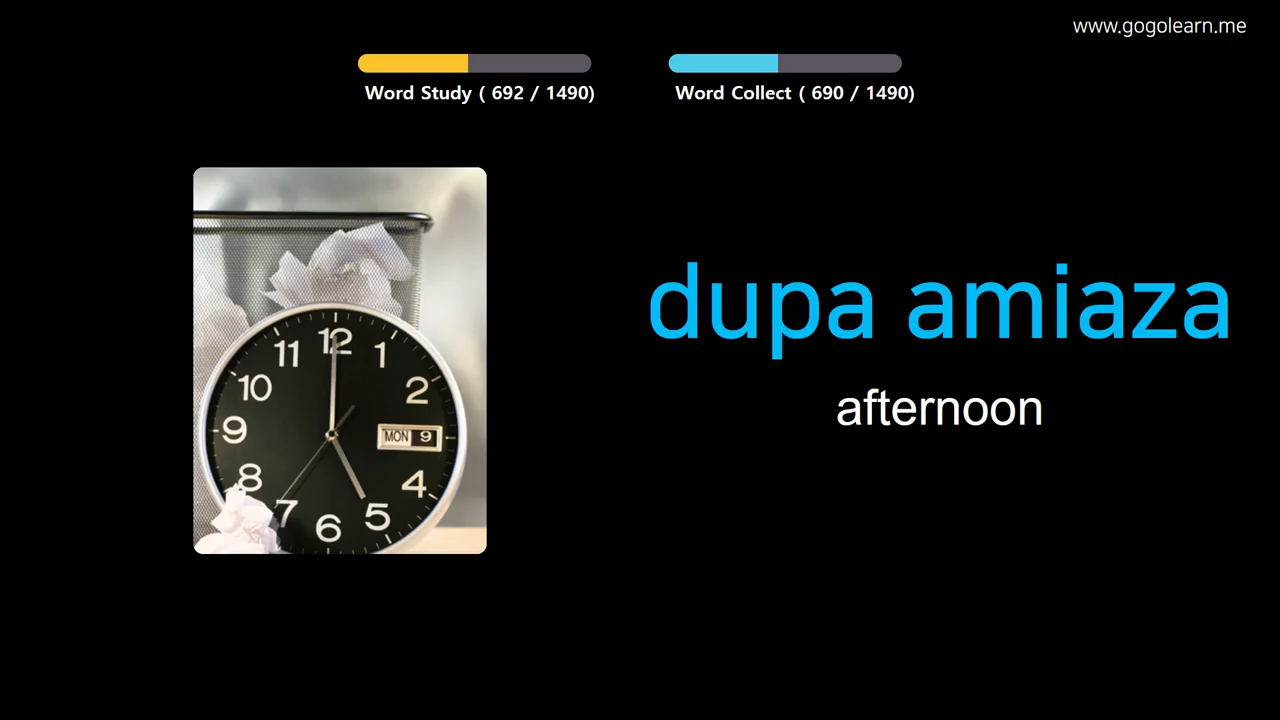 www.gogolearn.me
Word Study ( 692 / 1490)
Word Collect ( 690 / 1490)
dupa amiaza
afternoon
12
11
1
10
2
9
MON 9
8
4
7
5
6